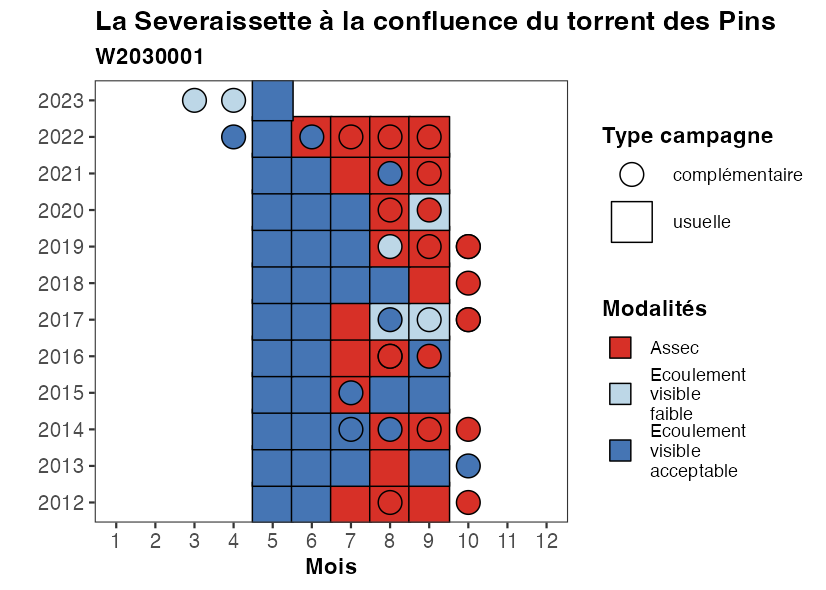 La Severaissette à la confluence du torrent des Pins
W2030001
2023
2022
2021
2020
2019
2018
2017
2016
2015
2014
2013
2012
1 2 3 4 5 6 7 8 9 10 11 12
Mois
Type campagne
complémentaire
usuelle
Modalités
Assec
Ecoulement
visible
faible
Ecoulement
visible
acceptable